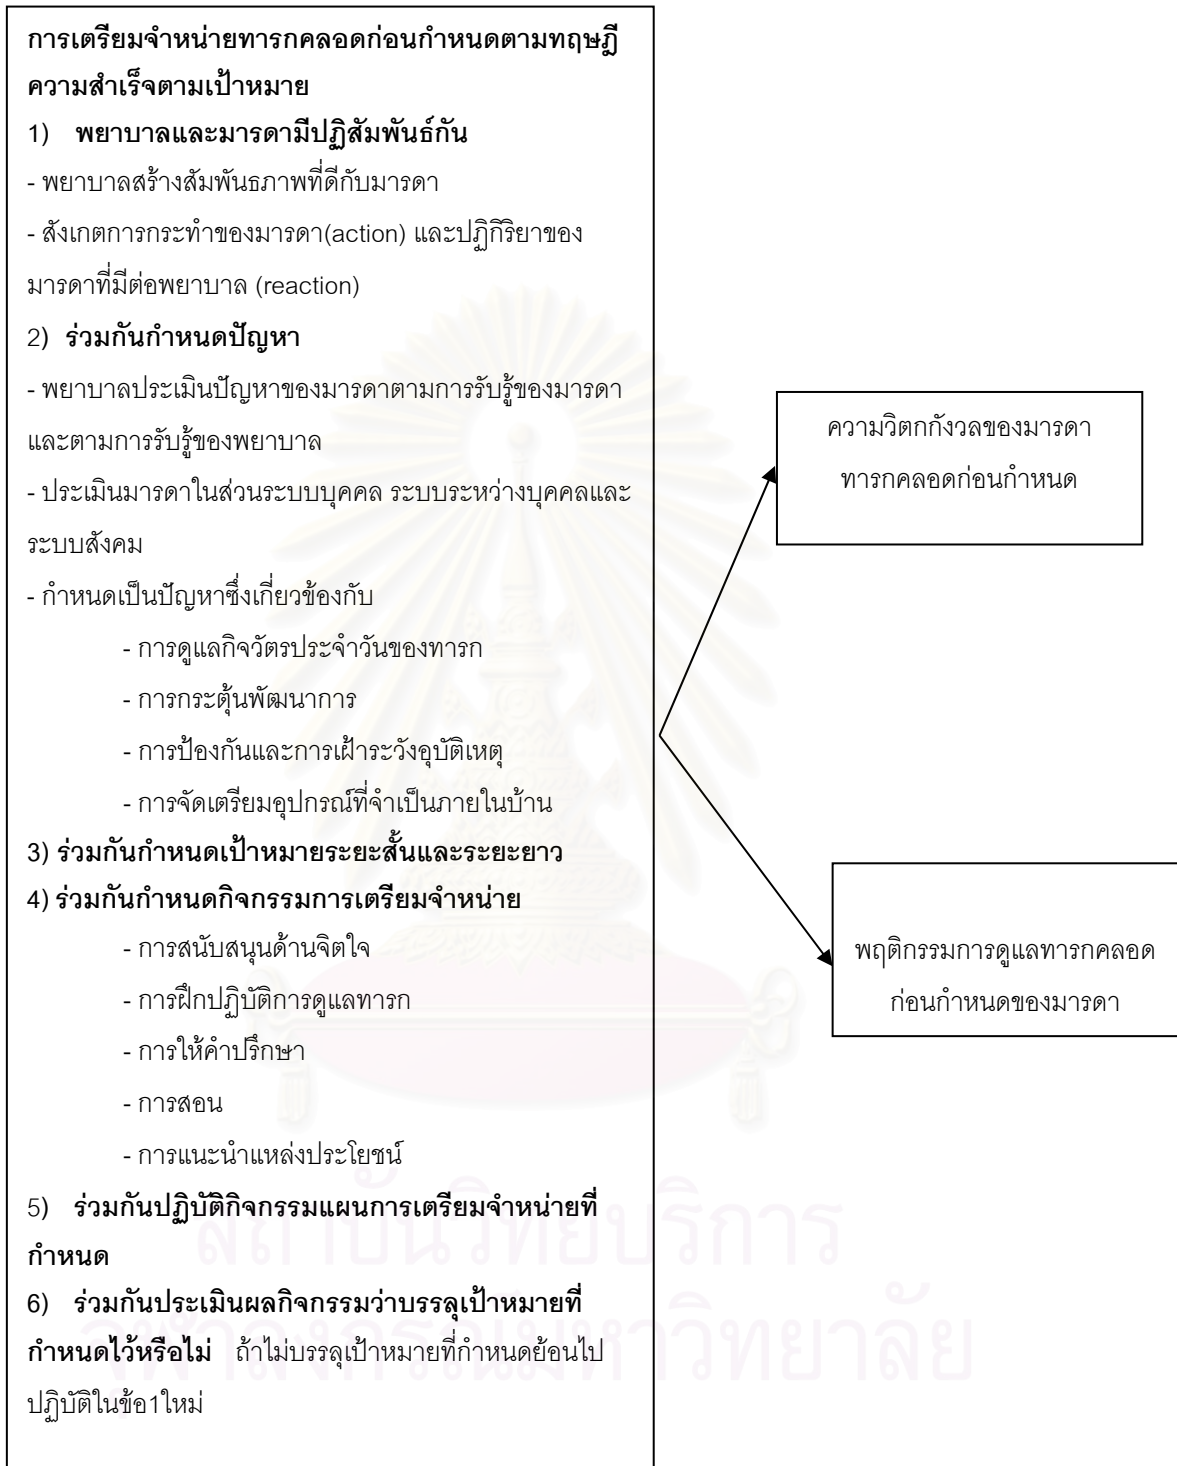 การเตรียมจำหน่ายทารกคลอดก่อนกำหนดตามทฤษฎี
ความสำเร็จตามเป้าหมาย
1) พยาบาลและมารดามีปฏิสัมพันธ์กัน
- พยาบาลสร้างสัมพันธภาพที่ดีกับมารดา
- สังเกตการกระทำของมารดา(action) และปฏิกิริยาของ
มารดาที่มีต่อพยาบาล (reaction)
2) ร่วมกันกำหนดปัญหา
- พยาบาลประเมินปัญหาของมารดาตามการรับรู้ของมารดา
และตามการรับรู้ของพยาบาล
- ประเมินมารดาในส่วนระบบบุคคล ระบบระหว่างบุคคลและ
ระบบสังคม
- กำหนดเป็นปัญหาซึ่งเกี่ยวข้องกับ
- การดูแลกิจวัตรประจำวันของทารก
- การกระตุ้นพัฒนาการ
- การป้องกันและการเฝ้าระวังอุบัติเหตุ
- การจัดเตรียมอุปกรณ์ที่จำเป็นภายในบ้าน
3) ร่วมกันกำหนดเป้าหมายระยะสั้นและระยะยาว
4) ร่วมกันกำหนดกิจกรรมการเตรียมจำหน่าย
- การสนับสนุนด้านจิตใจ
- การฝึกปฏิบัติการดูแลทารก
- การให้คำปรึกษา
- การสอน
- การแนะนำแหล่งประโยชน์
5) ร่วมกันปฏิบัติกิจกรรมแผนการเตรียมจำหน่ายที่
กำหนด
6) ร่วมกันประเมินผลกิจกรรมว่าบรรลุเป้าหมายที่
กำหนดไว้หรือไม่ ถ้าไม่บรรลุเป้าหมายที่กำหนดย้อนไป
ปฏิบัติในข้อ1ใหม่
ความวิตกกังวลของมารดา
ทารกคลอดก่อนกำหนด
พฤติกรรมการดูแลทารกคลอด
ก่อนกำหนดของมารดา
สถาบันวิทยบริการ
จุฬาลงกรณ์มหาวิทยาลัย